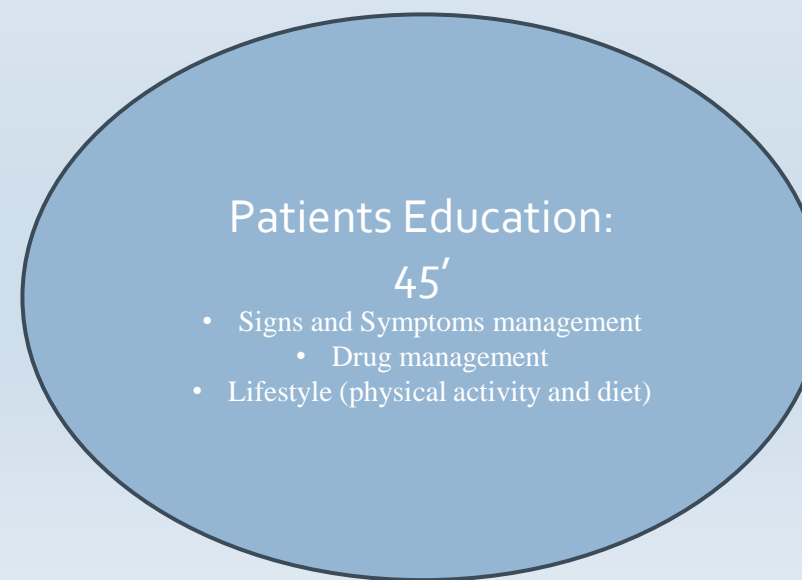 Patients Education:
45′
• Signs and Symptoms management
• Drug management
• Lifestyle (physical activity and diet)